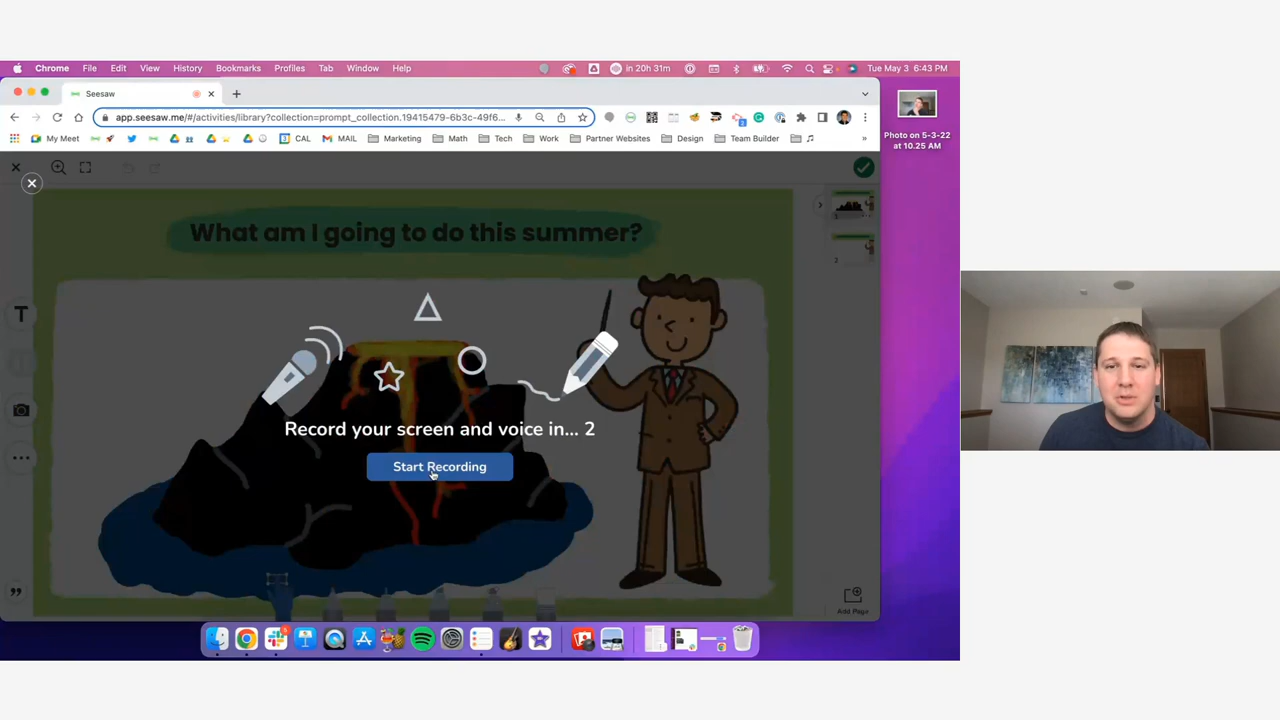 Chrome File Edit View History Bookmarks Profiles Tab Window Help in 20h 31m Tue May 3 6:43 PM
Seesaw
app.seesaw.me/#/activities/library?collection=prompt_collection.19415479-6b3c-49f6...
My Meet CAL MAIL Marketing Math Tech Work Partner Websites Design Team Builder »
Photo on 5-3-22
at 10.25 AM
What am I going to do this summer?
2
T
Record your screen and voice in... 2
Start Recording
Add Page